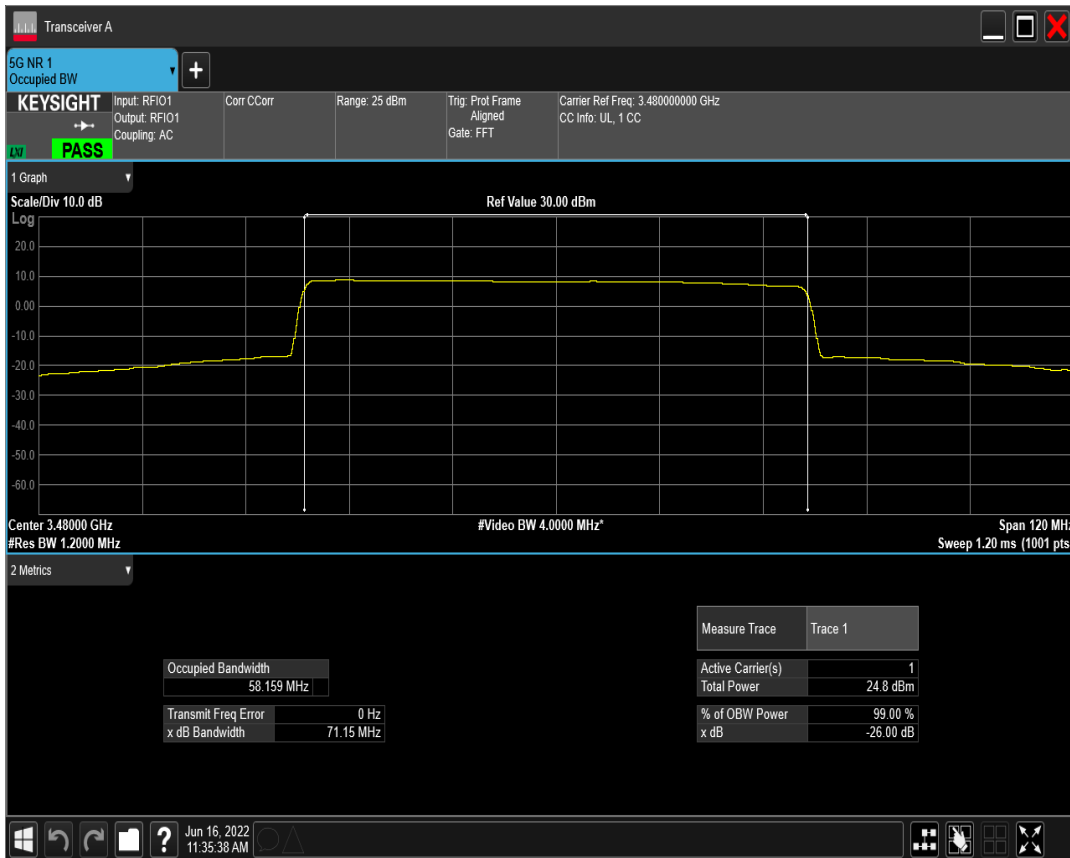 Transceiver A
5G NR 1
Occupied BW
+
KEYSIGHT
LXI
PASS
Input: RFIO1
Output: RFIO1
Coupling: AC
Corr CCorr
Range: 25 dBm
Trig: Prot Frame
Aligned
Gate: FFT
Carrier Ref Freq: 3.480000000 GHz
CC Info: UL, 1 CC
1 Graph
Scale/Div 10.0 dB
Ref Value 30.00 dBm
Log
20.0
10.0
0.00
-10.0
-20.0
-30.0
-40.0
-50.0
-60.0
Center 3.48000 GHz
#Video BW 4.0000 MHz*
Span 120 MHz
#Res BW 1.2000 MHz
Sweep 1.20 ms (1001 pts
2 Metrics
Measure Trace Trace 1
Occupied Bandwidth
58.159 MHz
Active Carrier(s) 1
Total Power 24.8 dBm
Transmit Freq Error 0 Hz
x dB Bandwidth 71.15 MHz
% of OBW Power 99.00 %
x dB -26.00 dB
?
Jun 16, 2022
11:35:38 AM